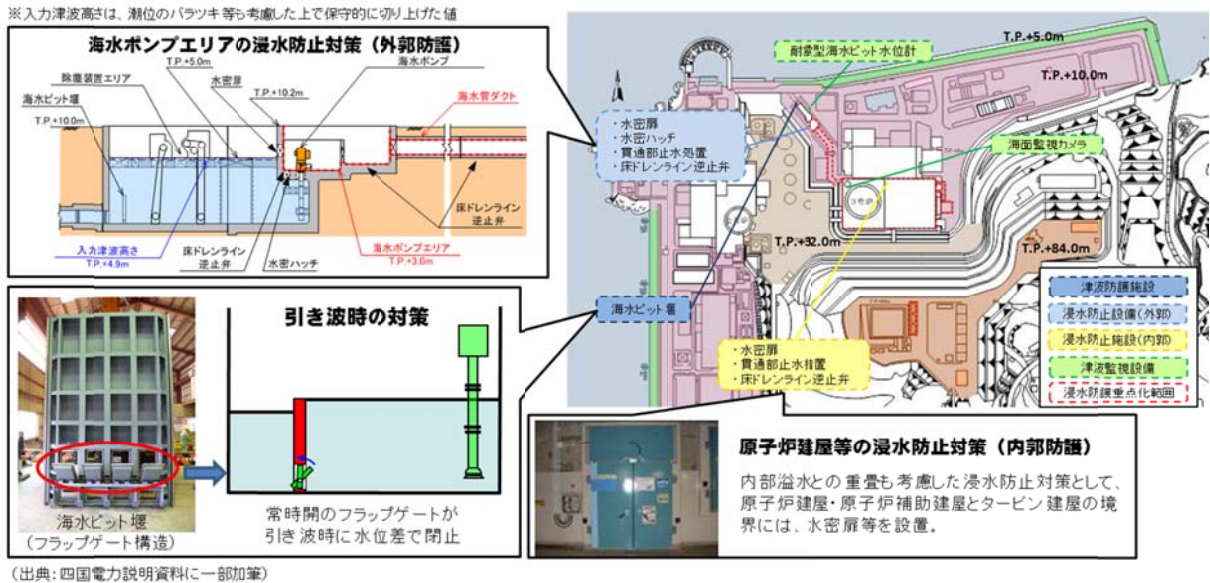 ※入力津波高さは、潮位のバラツキ等も考慮した上で保守的に切り上げた値
海水ポンプエリアの浸水防止対策（外郭防護）
T.P.+5.0m
水密扉
海水ポンプ
除塵装置エリア
T.P.+10.2m
海水ピット堰
海水管ダクト
T.P.+10.0m
入力津波高さ
T.P.+4.9m
床ドレンライン
逆止弁
水密ハッチ
海水ポンプエリア
T.P.+3.0m
床ドレンライン
逆止弁
引き波時の対策
海水ピット堰
（フラップゲート構造）
常時開のフラップゲートが
引き波時に水位差で閉止
（出典：四国電力説明資料に一部加筆）
耐震型海水ピット水位計
T.P.+5.0m
T.P.+10.0m
・水密扉
・水密ハッチ
・貫通部止水処置
・床ドレンライン逆止弁
海面監視カメラ
3号炉
T.P.+32.0m
T.P.+84.0m
海水ピット堰
・水密扉
・貫通部止水措置
・床ドレンライン逆止弁
津波防護施設
浸水防止設備(外郭)
浸水防止施設(内郭)
津波監視設備
浸水防護重点化範囲
原子炉建屋等の浸水防止対策（内郭防護）
内部溢水との重畳も考慮した浸水防止対策として、
原子炉建屋・原子炉補助建屋とタービン建屋の境
界には、水密扉等を設置。